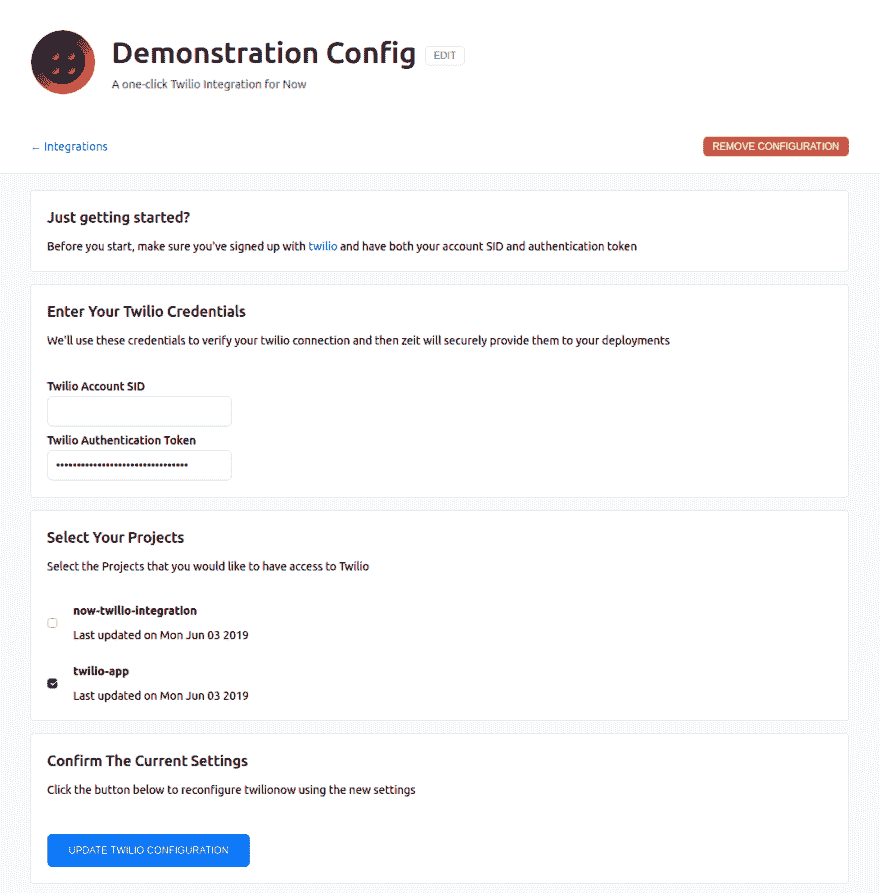 Demonstration Config
EDIT
A one-click Twilio Integration for Now
← Integrations
REMOVE CONFIGURATION
Just getting started?
Before you start, make sure you've signed up with twilio and have both your account SID and authentication token
Enter Your Twilio Credentials
We'll use these credentials to verify your twilio connection and then zeit will securely provide them to your deployments
Twilio Account SID
Twilio Authentication Token
Select Your Projects
Select the Projects that you would like to have access to Twilio
now-twilio-integration
Last updated on Mon Jun 03 2019
twilio-app
Last updated on Mon Jun 03 2019
Confirm The Current Settings
Click the button below to reconfigure twilionow using the new settings
UPDATE TWILIO CONFIGURATION